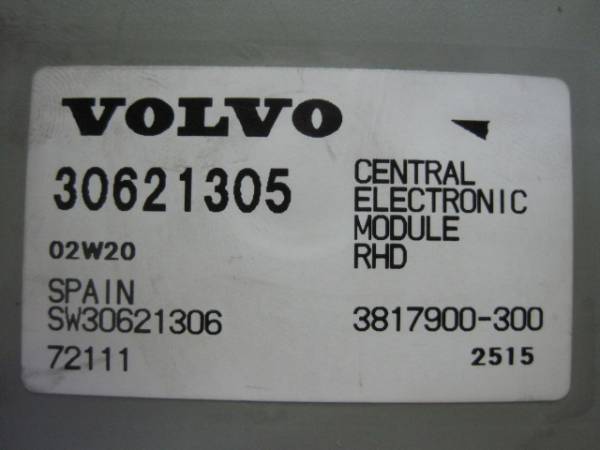 VOLVO
30621305
CENTRAL
ELECTRONIC
MODULE
RHD
02W20
SPAIN
SW30621306
3817900-300
72111
2515